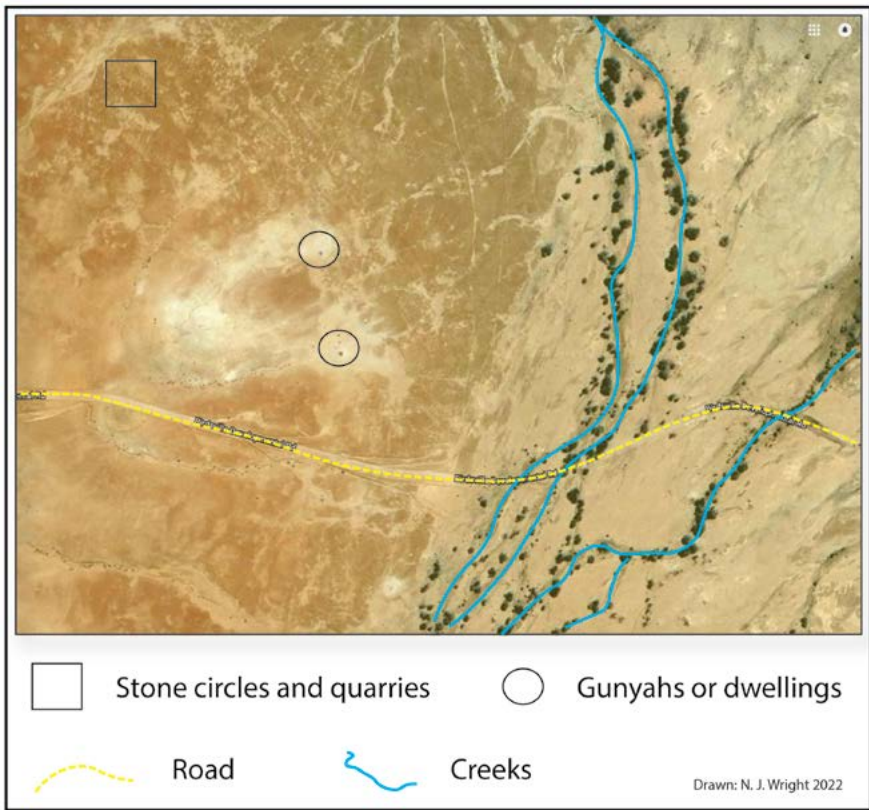 Stone circles and quarries
Gunyahs or dwellings
Road
Creeks
Drawn: N. J. Wright 2022